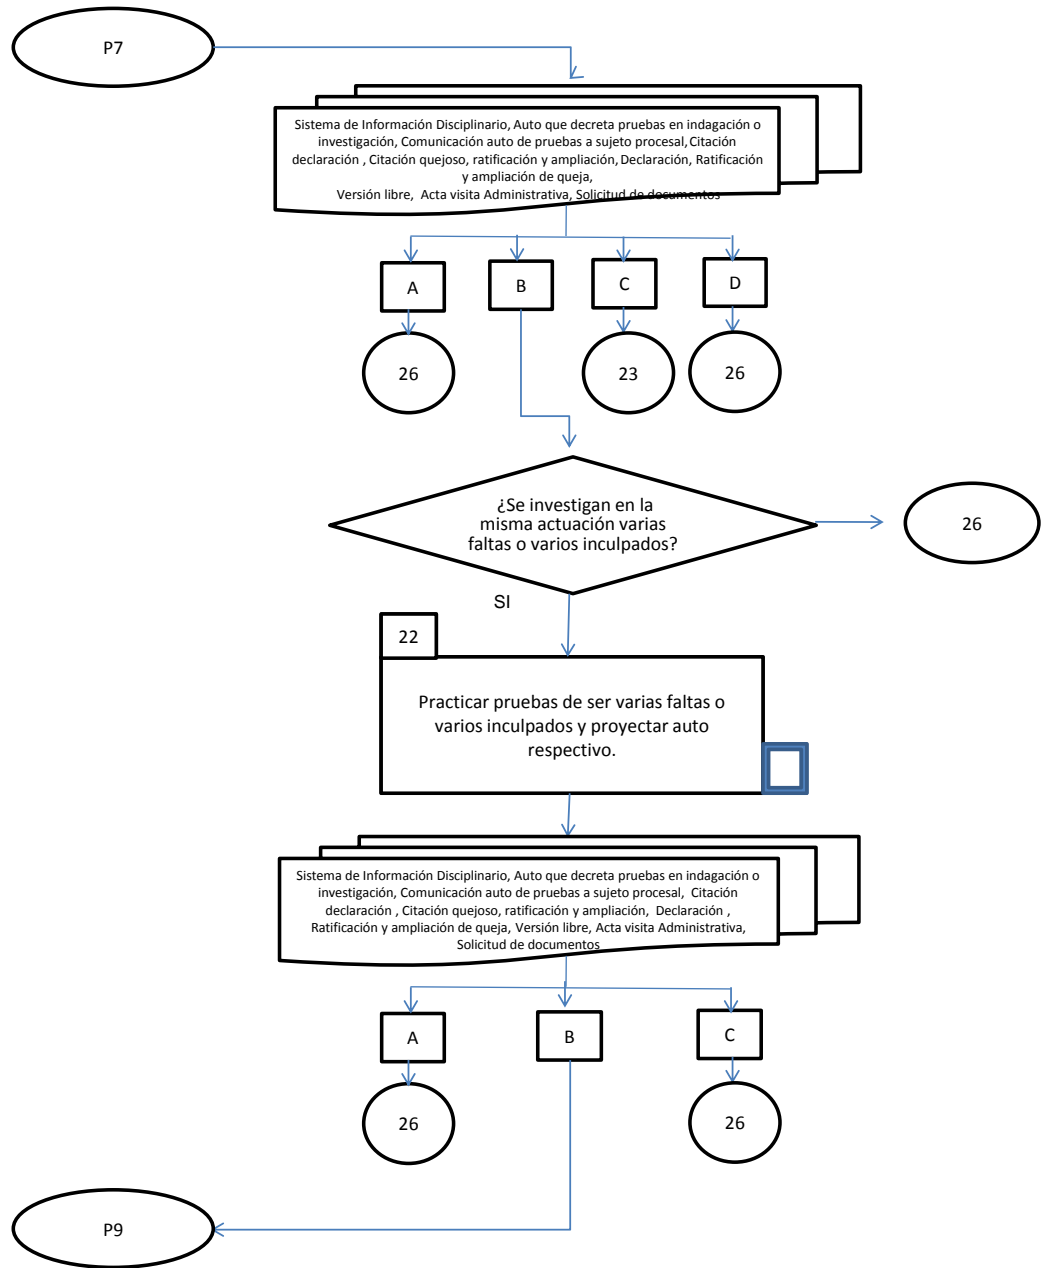 P7
Sistema de Información Disciplinario, Auto que decreta pruebas en indagación o
investigación, Comunicación auto de pruebas a sujeto procesal, Citación
declaración , Citación quejoso, ratificación y ampliación, Declaración, Ratificación
y ampliación de queja,
Versión libre, Acta visita Administrativa, Solicitud de documentos
A
B
C
D
26
23
26
¿Se investigan en la
misma actuación varias
faltas o varios inculpados?
26
SI
22
Practicar pruebas de ser varias faltas o
varios inculpados y proyectar auto
respectivo.
Sistema de Información Disciplinario, Auto que decreta pruebas en indagación o
investigación, Comunicación auto de pruebas a sujeto procesal, Citación
declaración , Citación quejoso, ratificación y ampliación, Declaración ,
Ratificación y ampliación de queja, Versión libre, Acta visita Administrativa,
Solicitud de documentos
A
B
C
26
26
P9